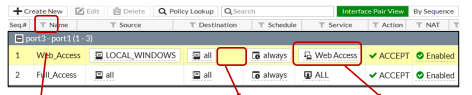 Create New Edit Delete Policy Lookup Search Interface Pair View By Sequence
Seq.# Name Source Destination Schedule Service Action NAT
port3 - port1 (1 - 3)
1 Web_Access LOCAL_WINDOWS all always Web Access ACCEPT Enabled
2 Full_Access all all always ALL ACCEPT Enabled